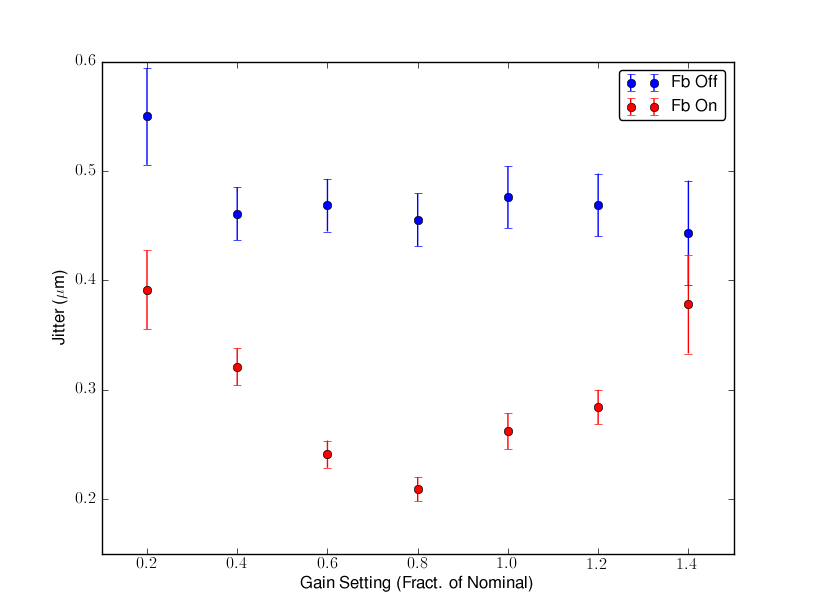 0.6
Fb Off
Fb On
0.5
0.4
Jitter (μm)
0.3
0.2
0.2 0.4 0.6 0.8 1.0 1.2 1.4
Gain Setting (Fract. of Nominal)